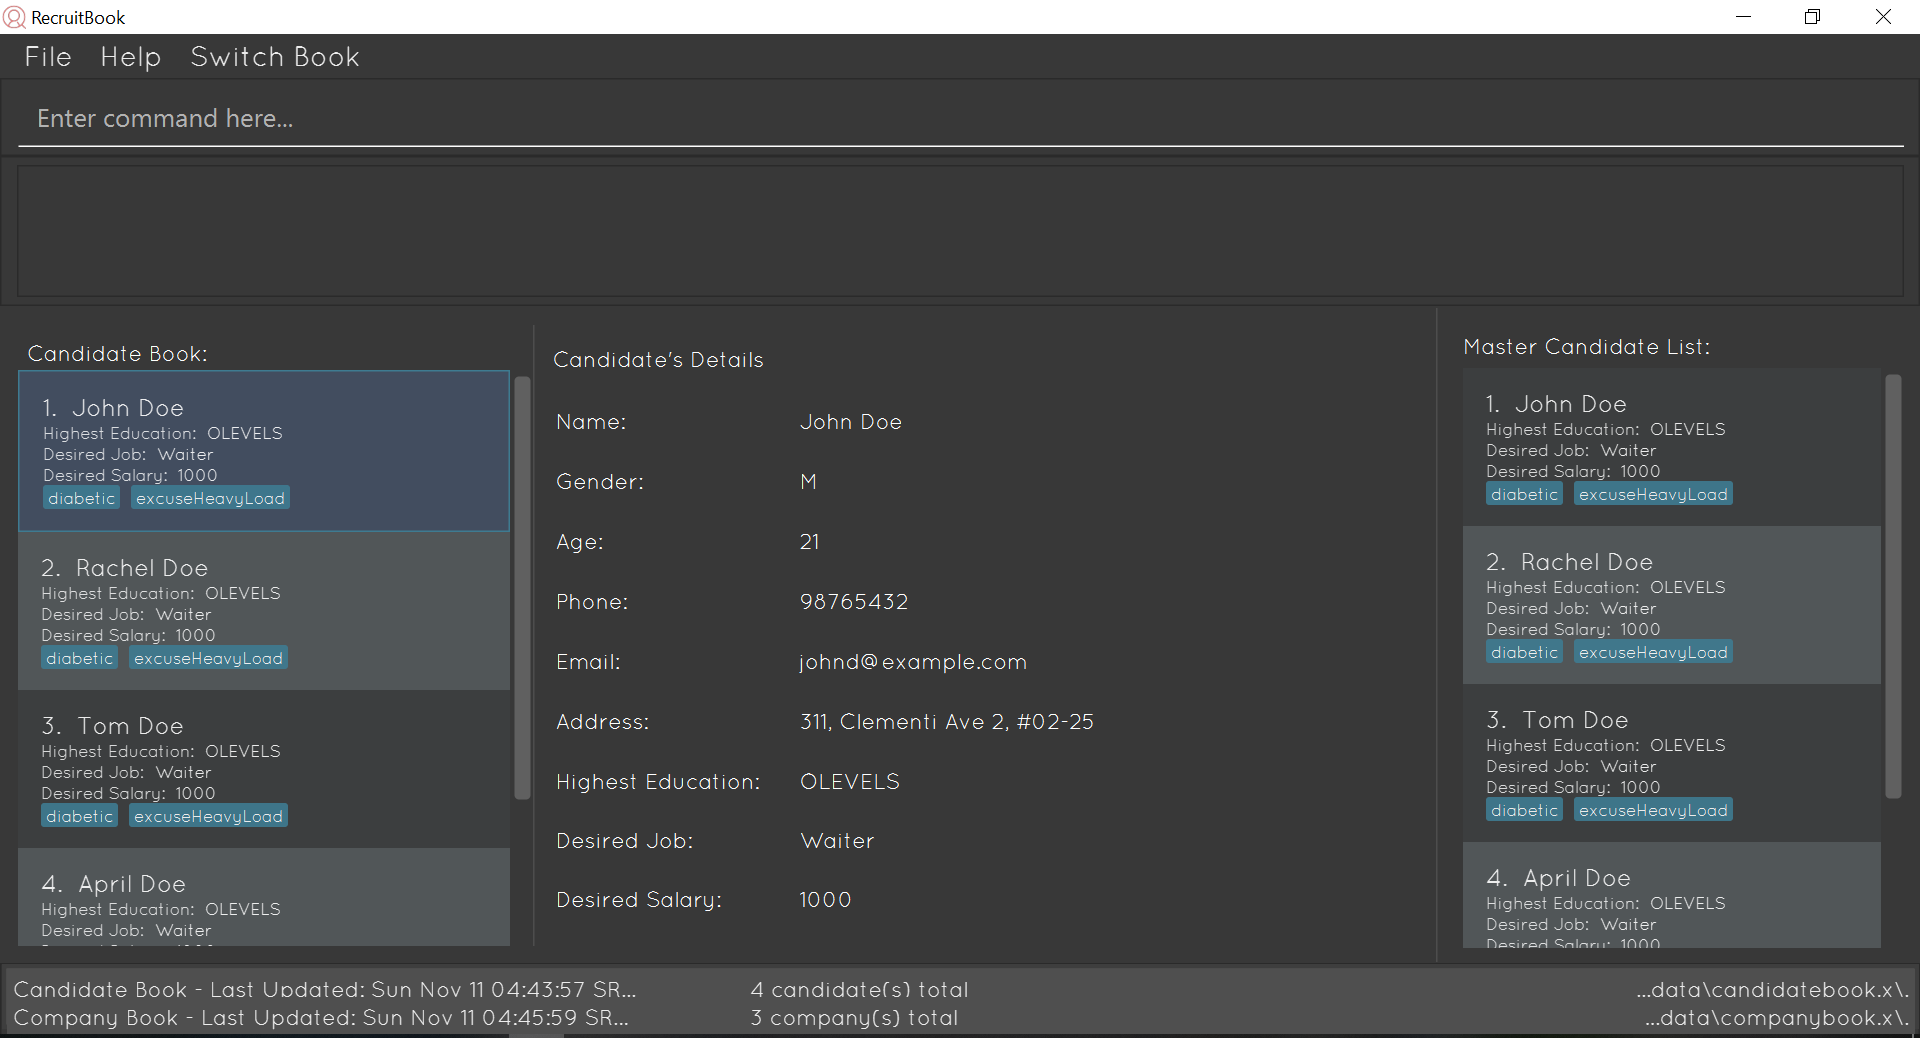 RecruitBook
File Help Switch Book
Enter command here...
Candidate Book:
1. John Doe
Highest Education: OLEVELS
Desired Job: Waiter
Desired Salary: 1000
diabetic excuseHeavyLoad
2. Rachel Doe
Highest Education: OLEVELS
Desired Job: Waiter
Desired Salary: 1000
diabetic excuseHeavyLoad
3. Tom Doe
Highest Education: OLEVELS
Desired Job: Waiter
Desired Salary: 1000
diabetic excuseHeavyLoad
4. April Doe
Highest Education: OLEVELS
Desired Job: Waiter
Candidate's Details
Name: John Doe
Gender: M
Age: 21
Phone: 98765432
Email: johnd@example.com
Address: 311, Clementi Ave 2, #02-25
Highest Education: OLEVELS
Desired Job: Waiter
Desired Salary: 1000
Master Candidate List:
1. John Doe
Highest Education: OLEVELS
Desired Job: Waiter
Desired Salary: 1000
diabetic excuseHeavyLoad
2. Rachel Doe
Highest Education: OLEVELS
Desired Job: Waiter
Desired Salary: 1000
diabetic excuseHeavyLoad
3. Tom Doe
Highest Education: OLEVELS
Desired Job: Waiter
Desired Salary: 1000
diabetic excuseHeavyLoad
4. April Doe
Highest Education: OLEVELS
Desired Job: Waiter
Desired Salary: 1000
Candidate Book - Last Updated: Sun Nov 11 04:43:57 SR... 4 candidate(s) total ...data\candidatebook.x\.
Company Book - Last Updated: Sun Nov 11 04:45:59 SR... 3 company(s) total ...data\companybook.x\.